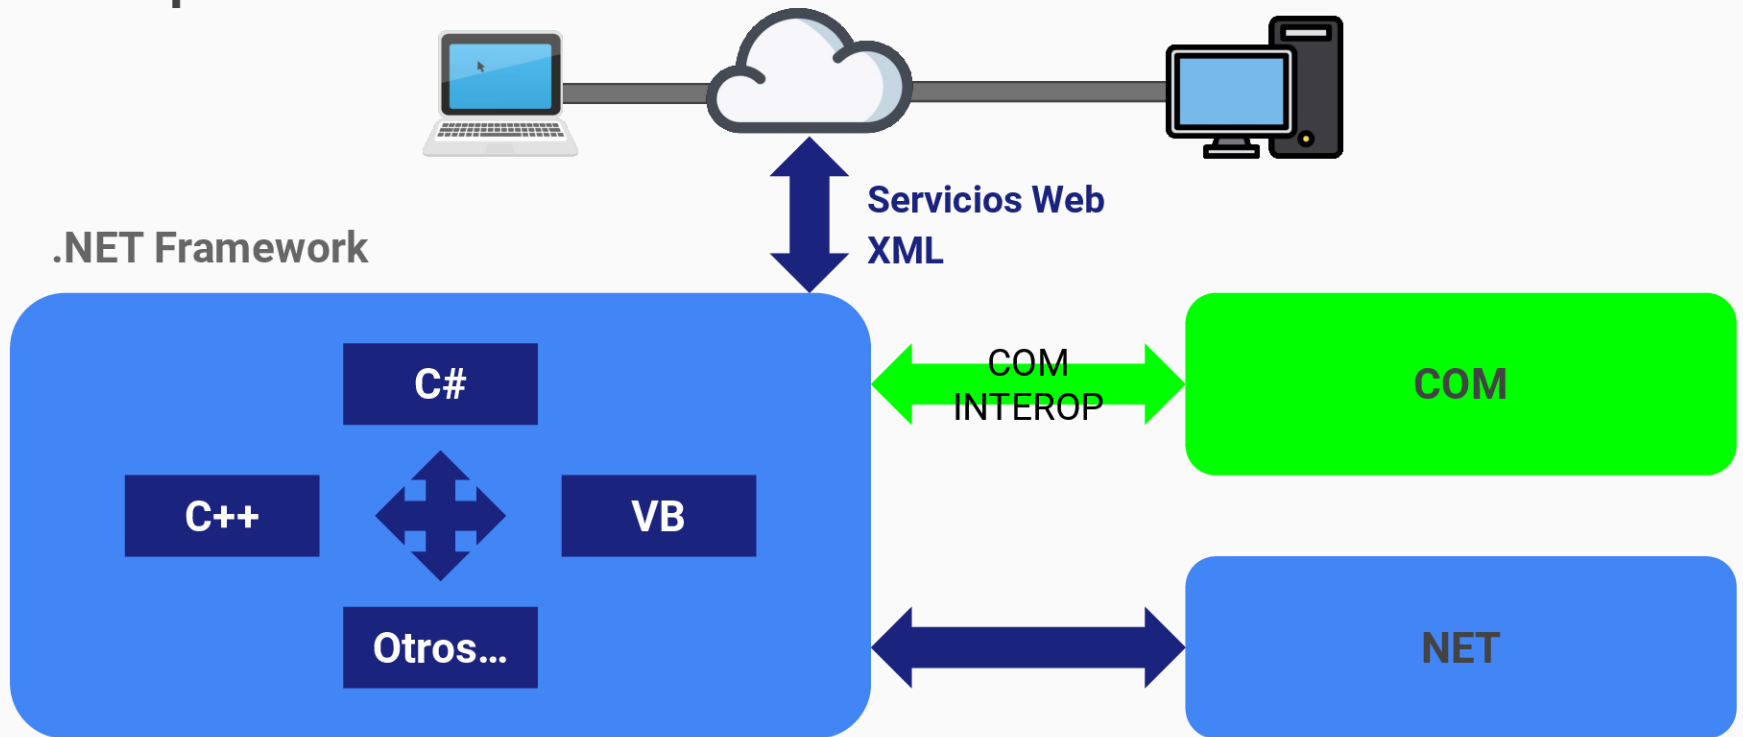 Servicios Web
XML
.NET Framework
C#
COM
INTEROP
COM
C++
VB
Otros...
NET